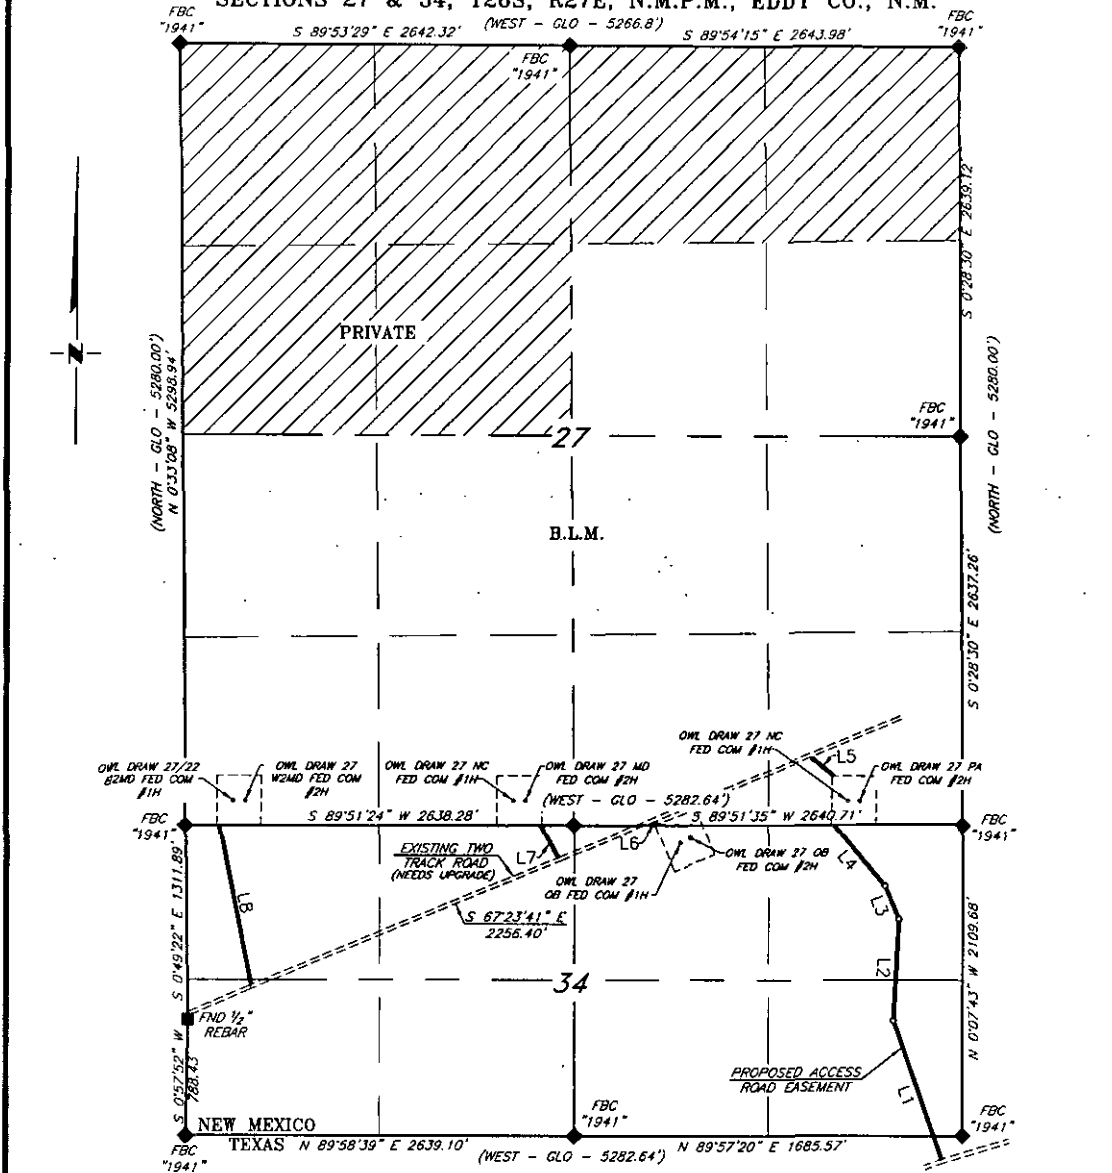 SECTIONS 27 & 34, T26S, R27E, N.M.P.M., EDDY CO., N.M.
FBC
"1941"
S 89°53'29" E 2642.32'
(WEST - GLO - 5266.8')
S 89°54'15" E 2643.98'
FBC
"1941"
FBC
"1941"
S 0°28'30" E 2639.12'
N
PRIVATE
(NORTH - GLO - 5280.00')
N 0°33'08" W 5298.94'
(NORTH - GLO - 5280.00')
FBC
"1941"
27
B.L.M.
S 0°28'30" E 2637.26'
OWL DRAW 27 NC
FED COM #1H
L5
OWL DRAW 27/22
B2MD FED COM
#1H
OWL DRAW 27
W2MD FED COM
#2H
OWL DRAW 27 NC
FED COM #1H
OWL DRAW 27 MD
FED COM #2H
OWL DRAW 27 PA
FED COM #2H
(WEST - GLO - 5282.64')
FBC
"1941"
S 89°51'24" W 2638.28'
S 89°51'35" W 2640.71'
FBC
"1941"
EXISTING TWO
TRACK ROAD
(NEEDS UPGRADE)
L7
L6
OWL DRAW 27 OB
FED COM #2H
OWL DRAW 27
OB FED COM #1H
L4
L3
L8
S 67°23'41" E
2256.40'
S 0°49'22" E 1311.89'
L2
N 0°07'43" W 2109.68'
34
FND 1/2"
REBAR
S 0°57'52" W
788.43
PROPOSED ACCESS
ROAD EASEMENT
L1
NEW MEXICO
TEXAS
FBC
"1941"
FBC
"1941"
FBC
"1941"
N 89°58'39" E 2639.10'
(WEST - GLO - 5282.64')
N 89°57'20" E 1685.57'